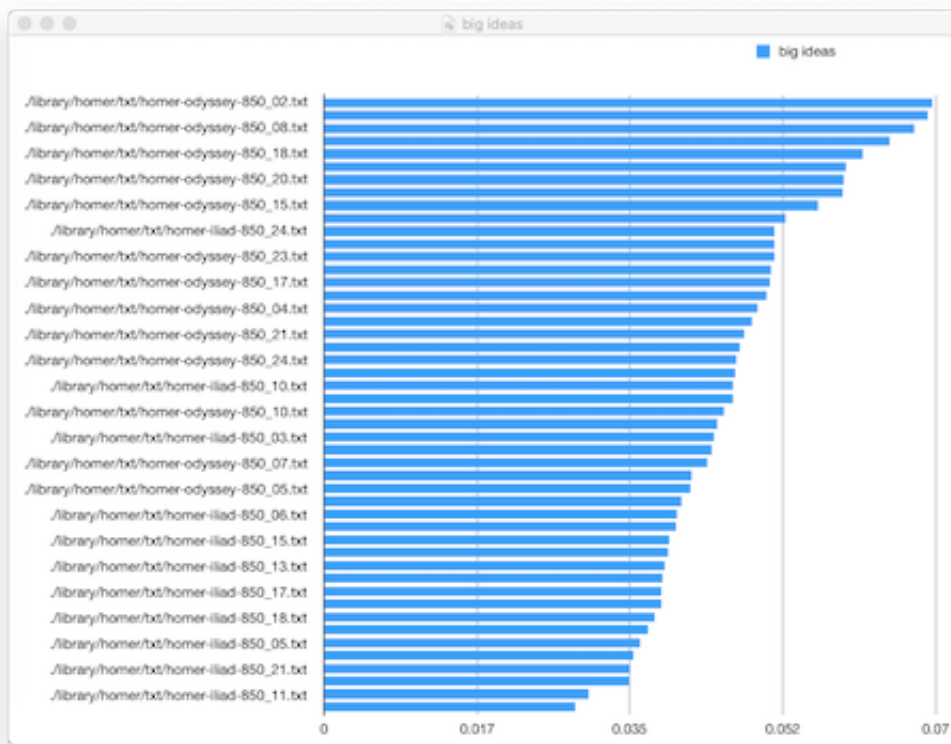 big ideas
big ideas
./library/homer/txt/homer-odyssey-850_02.txt
./library/homer/txt/homer-odyssey-850_08.txt
./library/homer/txt/homer-odyssey-850_18.txt
./library/homer/txt/homer-odyssey-850_20.txt
./library/homer/txt/homer-odyssey-850_15.txt
./library/homer/txt/homer-iliad-850_24.txt
./library/homer/txt/homer-odyssey-850_23.txt
./library/homer/txt/homer-odyssey-850_17.txt
./library/homer/txt/homer-odyssey-850_04.txt
./library/homer/txt/homer-odyssey-850_21.txt
./library/homer/txt/homer-odyssey-850_24.txt
./library/homer/txt/homer-iliad-850_10.txt
./library/homer/txt/homer-odyssey-850_10.txt
./library/homer/txt/homer-iliad-850_03.txt
./library/homer/txt/homer-odyssey-850_07.txt
./library/homer/txt/homer-odyssey-850_05.txt
./library/homer/txt/homer-iliad-850_06.txt
./library/homer/txt/homer-iliad-850_15.txt
./library/homer/txt/homer-iliad-850_13.txt
./library/homer/txt/homer-iliad-850_17.txt
./library/homer/txt/homer-iliad-850_18.txt
./library/homer/txt/homer-iliad-850_05.txt
./library/homer/txt/homer-iliad-850_21.txt
./library/homer/txt/homer-iliad-850_11.txt
0 0.017 0.035 0.052 0.07